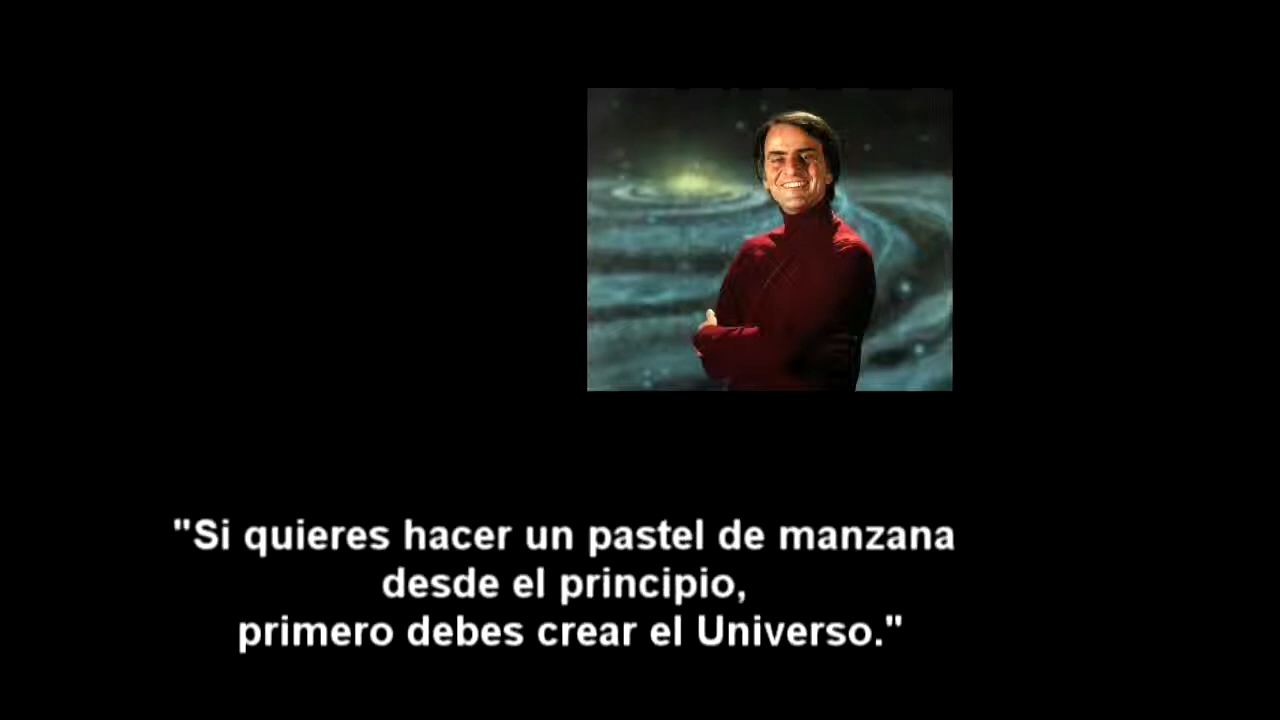 "Si quieres hacer un pastel de manzana
desde el principio,
primero debes crear el Universo."